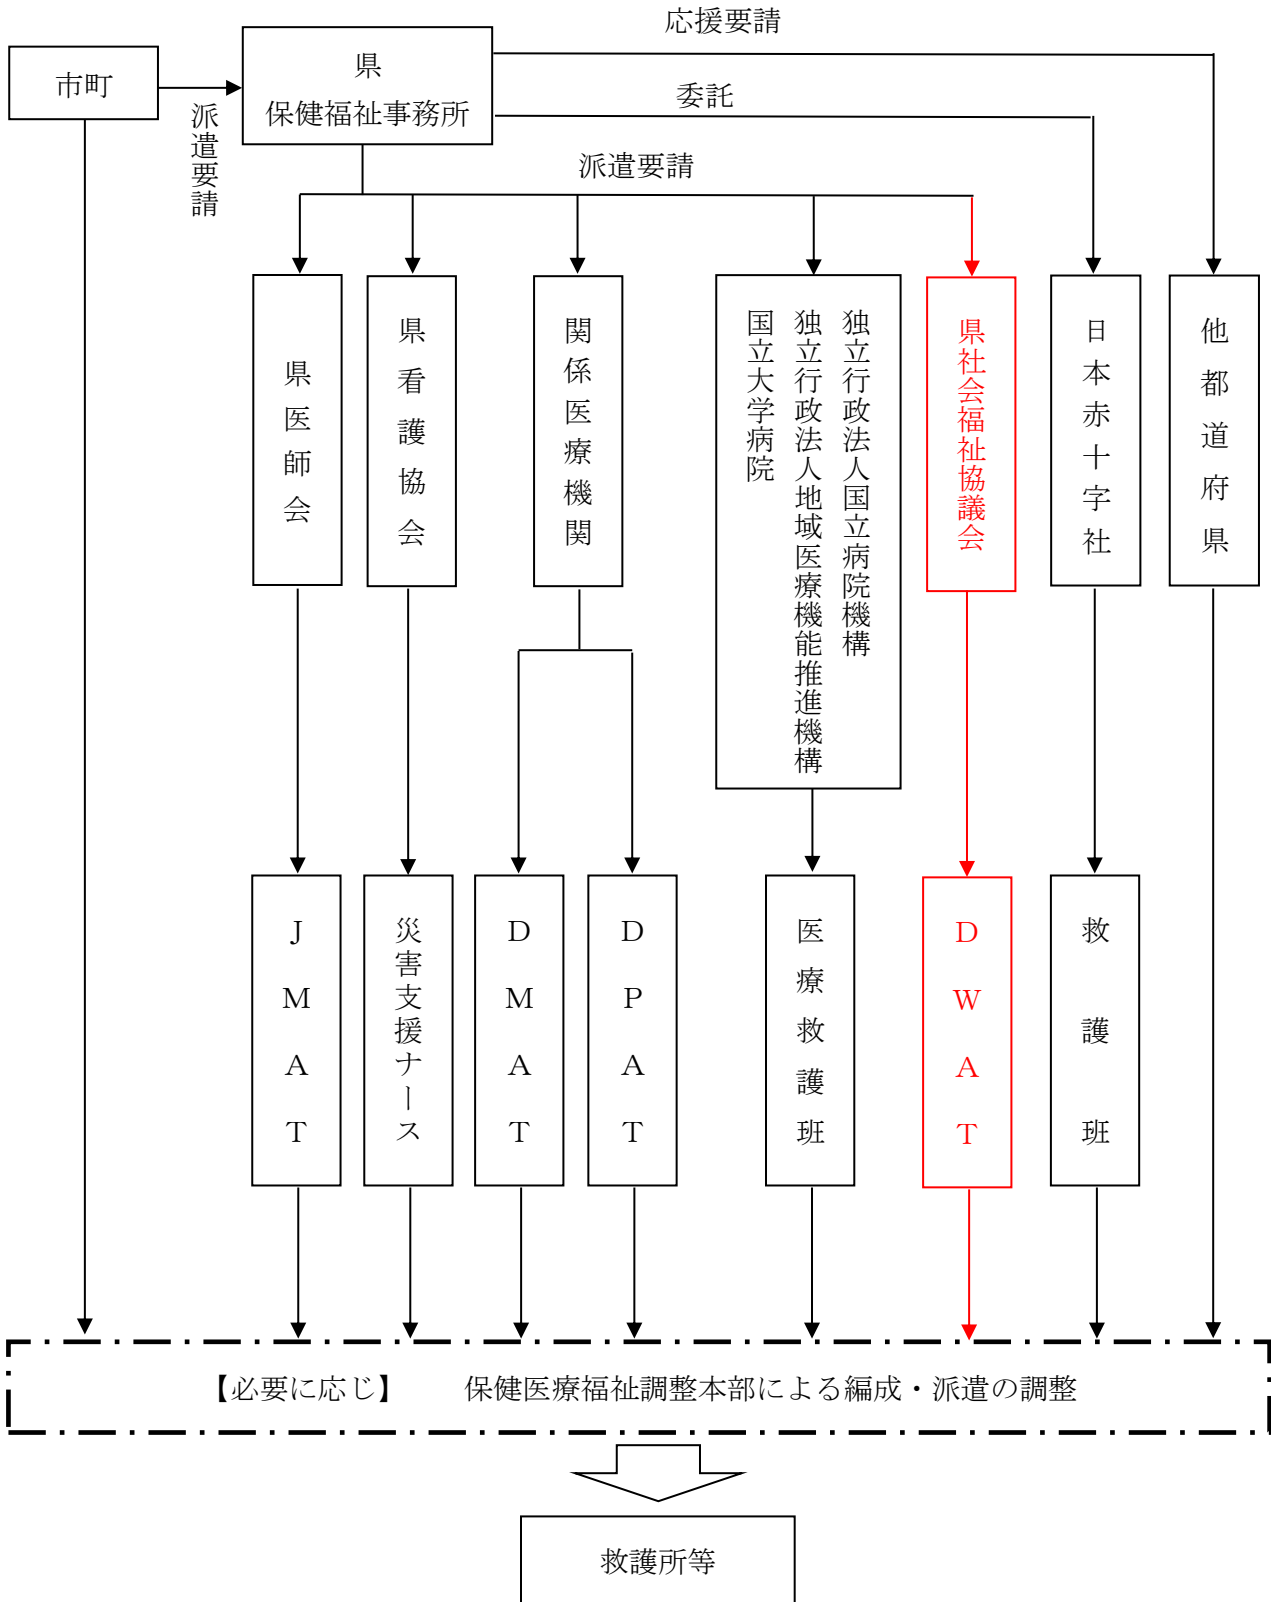 応援要請
市町
県
保健福祉事務所
委託
派遣要請
派遣要請
県医師会
県看護協会
関係医療機関
独立行政法人国立病院機構
独立行政法人地域医療機能推進機構
国立大学病院
県社会福祉協議会
日本赤十字社
他都道府県
JMAT
災害支援ナース
DMAT
DPAT
医療救護班
DWAT
救護班
【必要に応じ】　保健医療福祉調整本部による編成・派遣の調整
救護所等